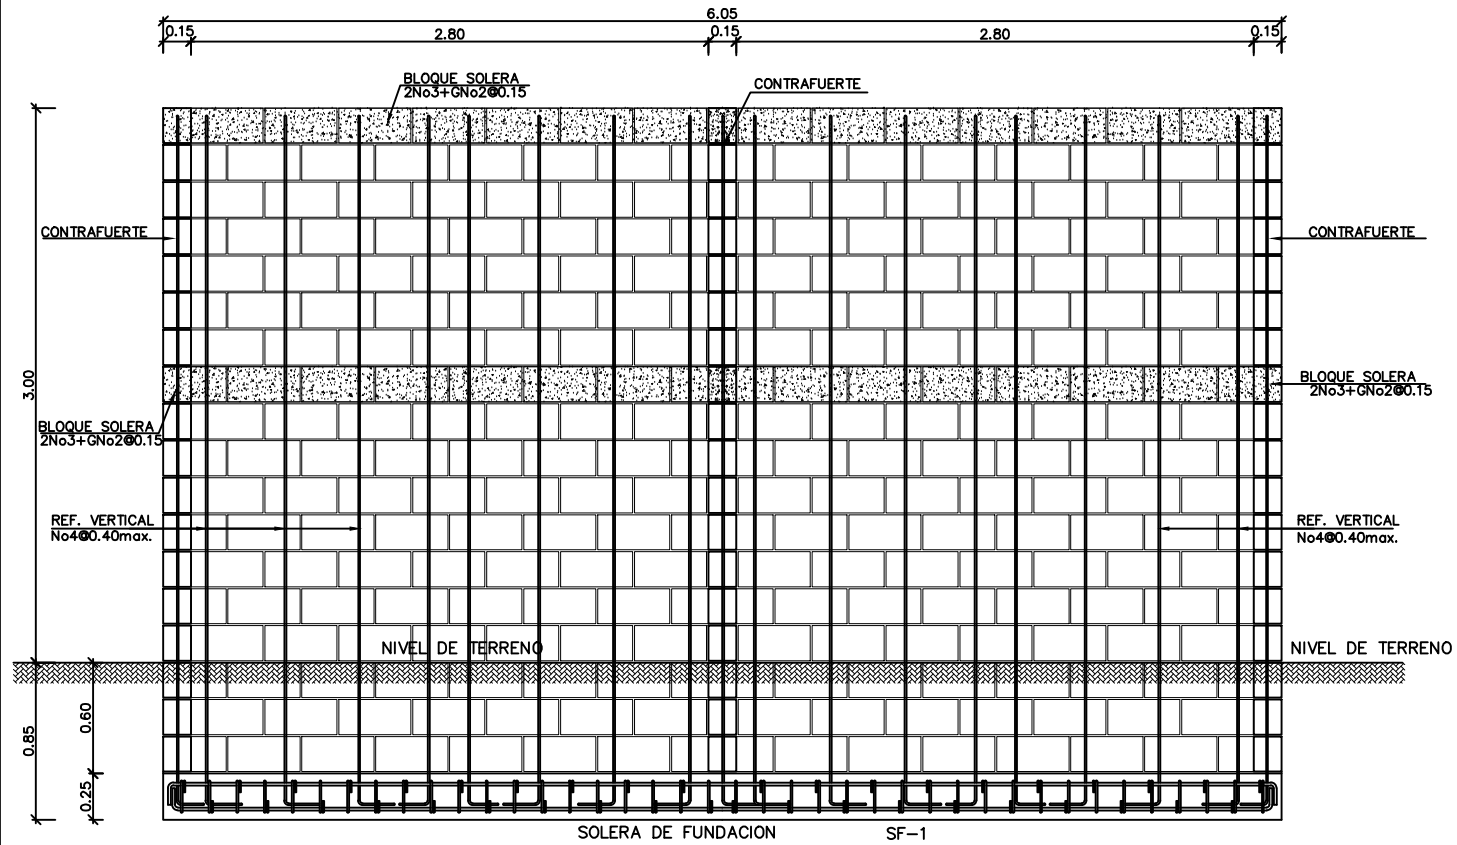 6.05
0.15
2.80
0.15
2.80
0.15
BLOQUE SOLERA
2No3+GNo2@0.15
CONTRAFUERTE
CONTRAFUERTE
CONTRAFUERTE
3.00
BLOQUE SOLERA
2No3+GNo2@0.15
BLOQUE SOLERA
2No3+GNo2@0.15
REF. VERTICAL
No4@0.40max.
REF. VERTICAL
No4@0.40max.
NIVEL DE TERRENO
NIVEL DE TERRENO
0.85
0.60
0.25
SOLERA DE FUNDACION SF-1